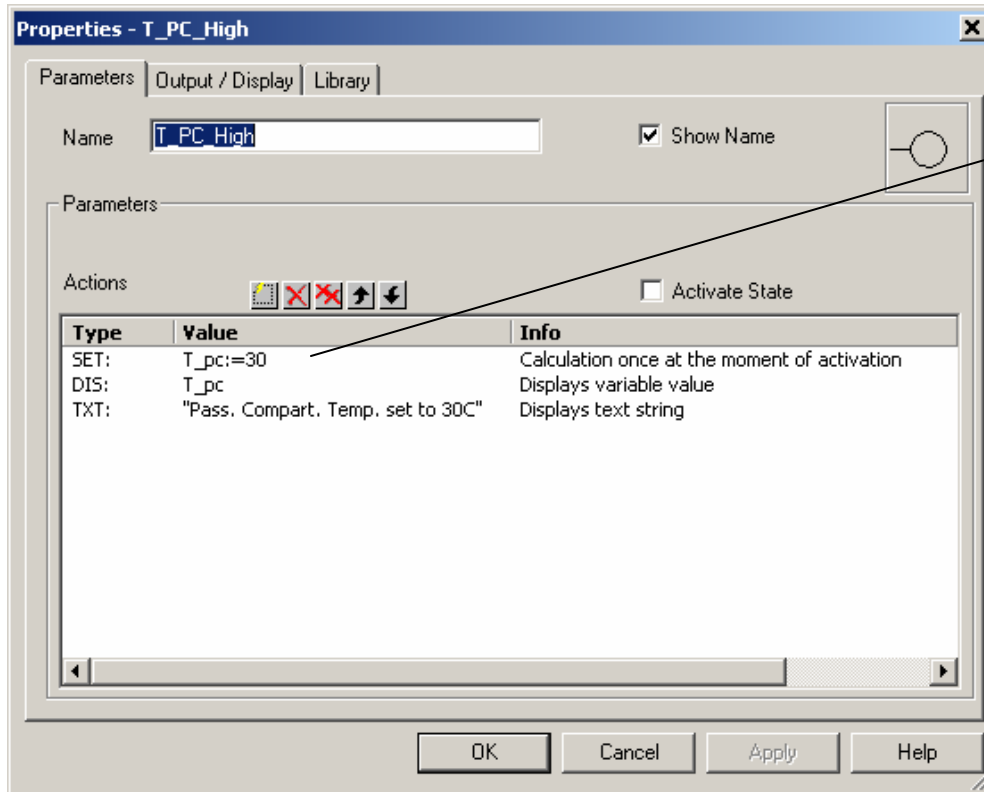 Properties - T_PC_High
Parameters Output / Display Library
Name T_PC_High Show Name
Parameters
Actions Activate State
Type Value Info
SET: T_pc:=30 Calculation once at the moment of activation
DIS: T_pc Displays variable value
TXT: "Pass. Compart. Temp. set to 30C" Displays text string
OK Cancel Apply Help